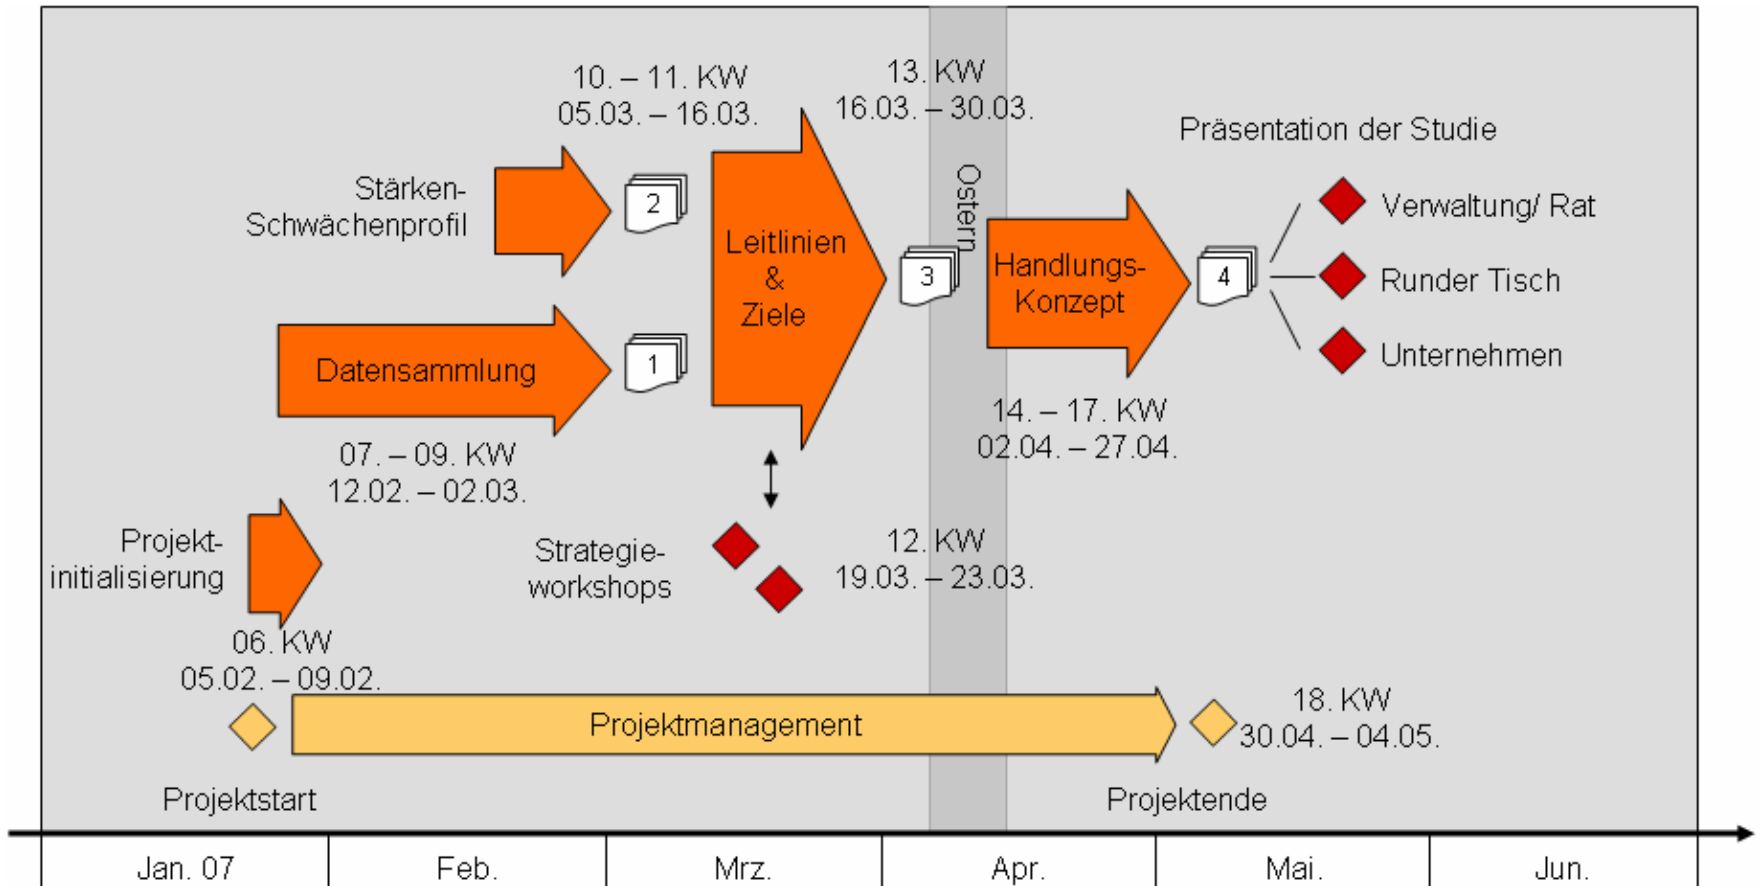 10. – 11. KW
05.03. – 16.03.
13. KW
16.03. – 30.03.
Präsentation der Studie
Stärken-
Schwächenprofil
2
Leitlinien
&
Ziele
3
Ostern
Handlungs-
Konzept
4
Verwaltung/ Rat
Runder Tisch
Unternehmen
Datensammlung
1
07. – 09. KW
12.02. – 02.03.
14. – 17. KW
02.04. – 27.04.
Projekt-
initialisierung
Strategie-
workshops
12. KW
19.03. – 23.03.
06. KW
05.02. – 09.02.
Projektmanagement
18. KW
30.04. – 04.05.
Projektstart
Projektende
Jan. 07
Feb.
Mrz.
Apr.
Mai.
Jun.